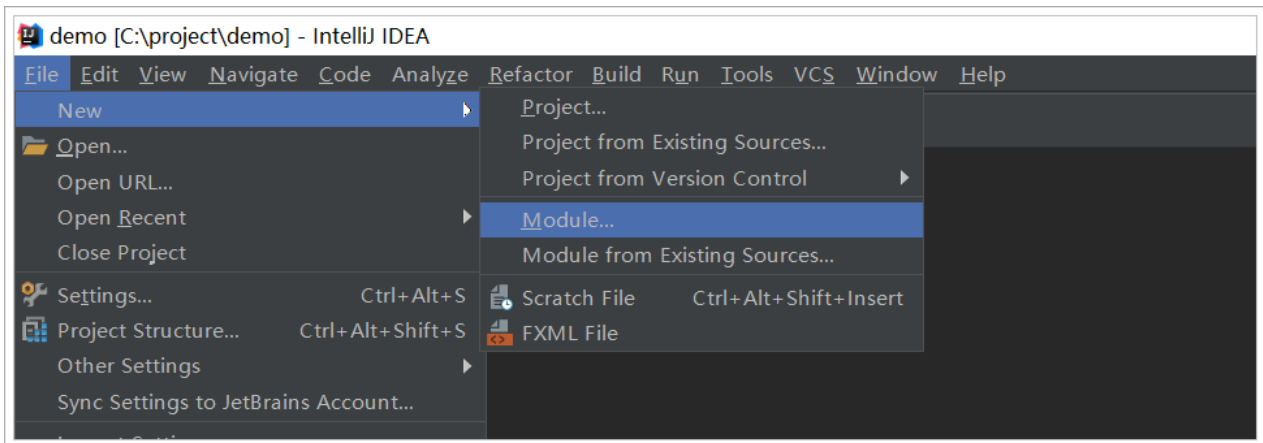 demo [C:\project\demo] - IntelliJ IDEA
File Edit View Navigate Code Analyze Refactor Build Run Tools VCS Window Help
New
Open...
Open URL...
Open Recent
Close Project
Settings... Ctrl+Alt+S
Project Structure... Ctrl+Alt+Shift+S
Other Settings
Sync Settings to JetBrains Account...
Project...
Project from Existing Sources...
Project from Version Control
Module...
Module from Existing Sources...
Scratch File Ctrl+Alt+Shift+Insert
FXML File